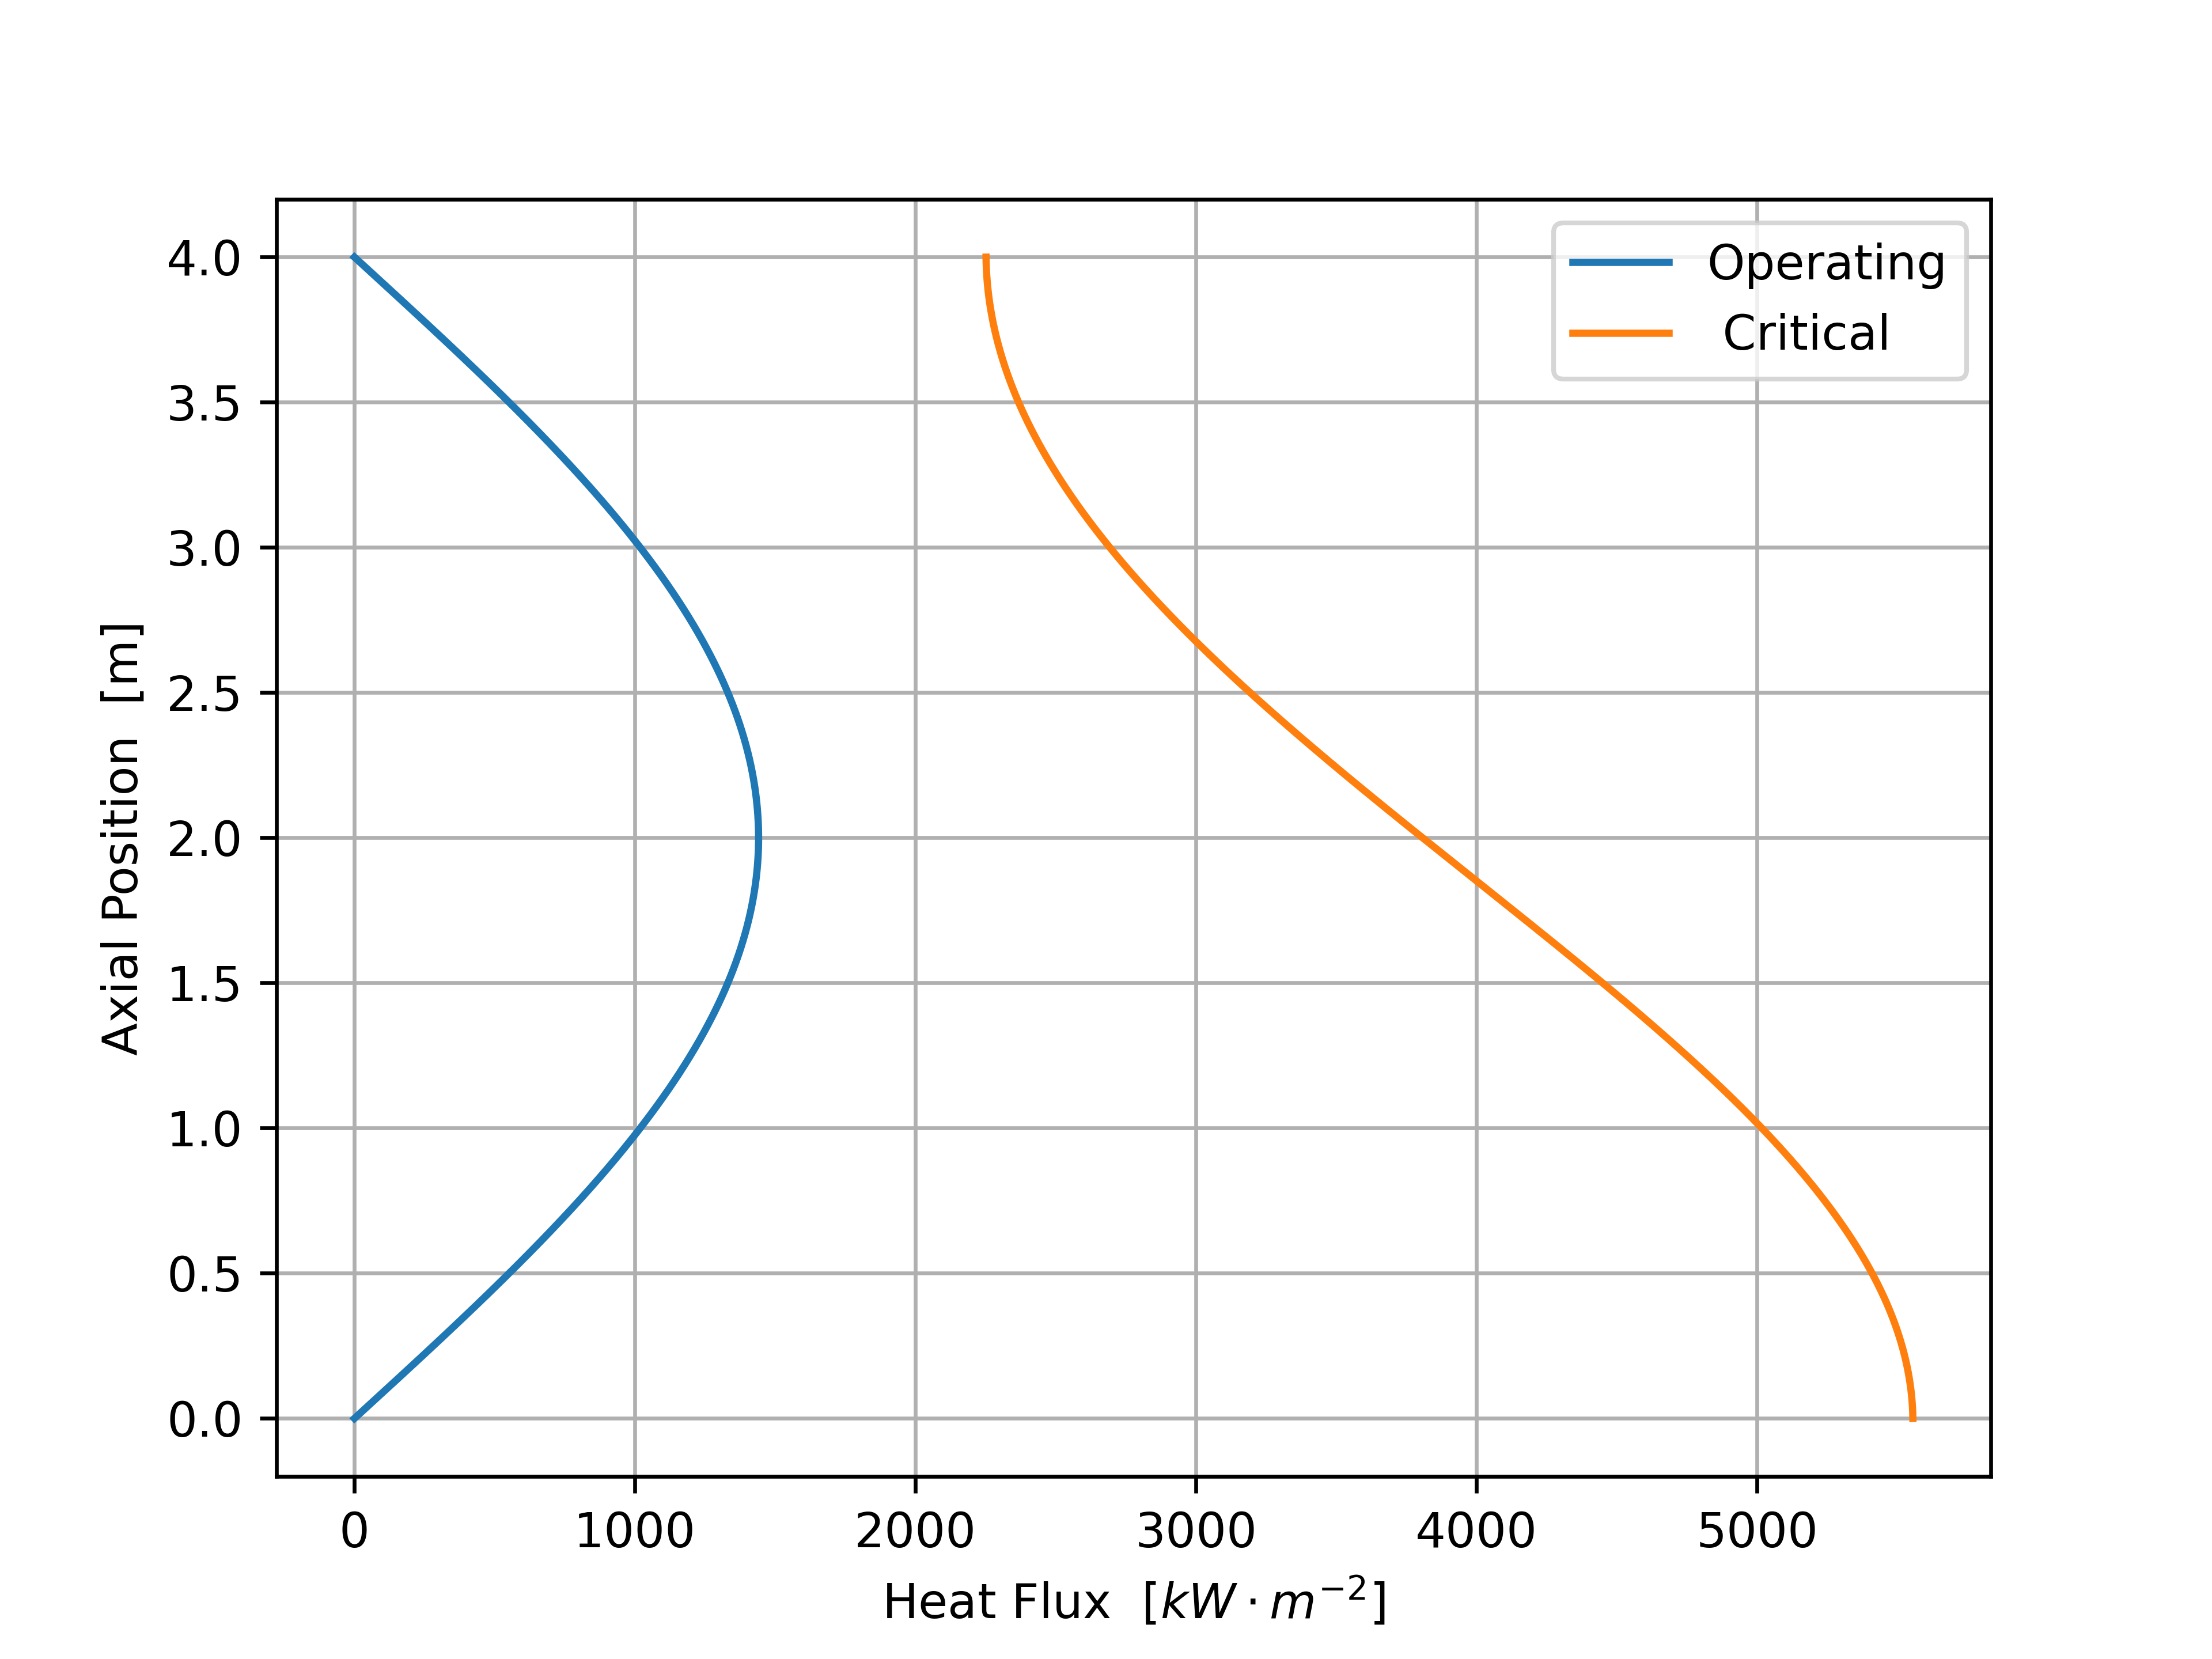 Operating
Critical
4.0
3.5
3.0
2.5
2.0
1.5
1.0
0.5
0.0
Axial Position [m]
0 1000 2000 3000 4000 5000
Heat Flux [kW · m⁻²]